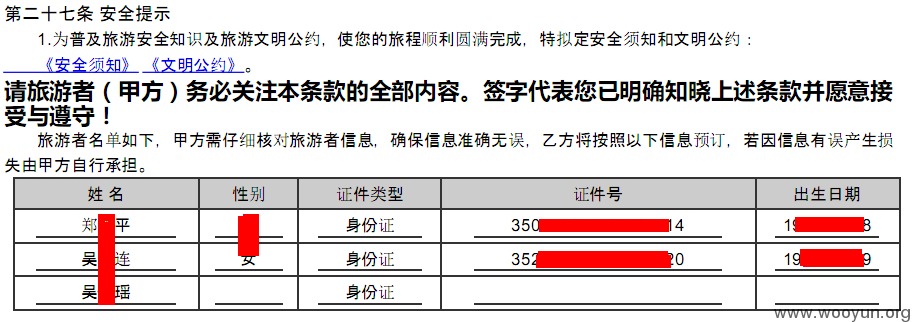 第二十七条 安全提示
1.为普及旅游安全知识及旅游文明公约，使您的旅程顺利圆满完成，特拟定安全须知和文明公约：
《安全须知》 《文明公约》。
请旅游者（甲方）务必关注本条款的全部内容。签字代表您已明确知晓上述条款并愿意接
受与遵守！
旅游者名单如下，甲方需仔细核对旅游者信息，确保信息准确无误，乙方将按照以下信息预订，若因信息有误产生损
失由甲方自行承担。
姓 名 性别 证件类型 证件号 出生日期
郑 平 身份证 350 14 19 8
吴 连 女 身份证 352 20 19 9
吴 瑶 身份证
www.wooyun.org